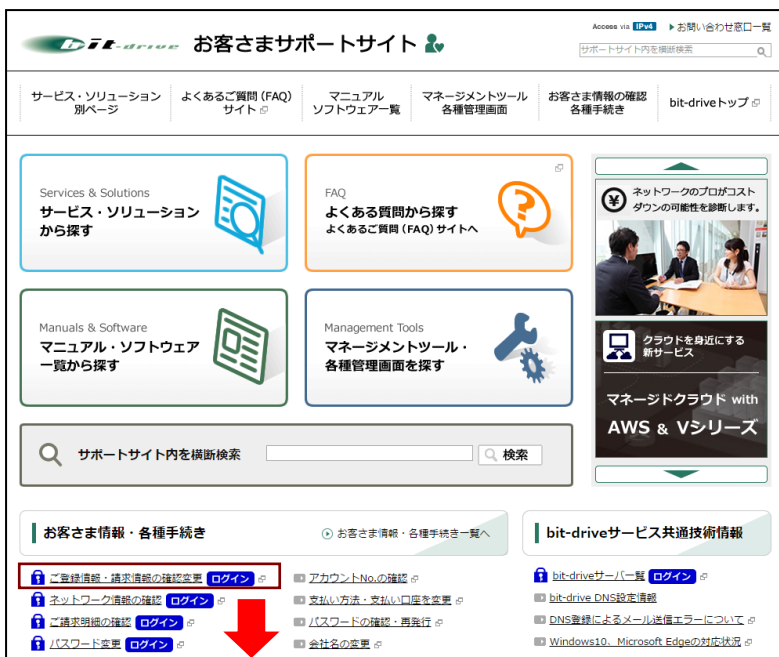 bit-drive お客さまサポートサイト
Access via IPv4 ▶お問い合わせ窓口一覧
サポートサイト内を横断検索
サービス・ソリューション
別ページ
よくあるご質問(FAQ)
サイト
マニュアル
ソフトウェア一覧
マネージメントツール
各種管理画面
お客さま情報の確認
各種手続き
bit-driveトップ
Services & Solutions
サービス・ソリューション
から探す
FAQ
よくある質問から探す
よくあるご質問(FAQ)サイトへ
Manuals & Software
マニュアル・ソフトウェア
一覧から探す
Management Tools
マネージメントツール・
各種管理画面を探す
ネットワークのプロがコスト
ダウンの可能性を診断します。
クラウドを身近にする
新サービス
マネージドクラウド with
AWS & Vシリーズ
サポートサイト内を横断検索
検索
お客さま情報・各種手続き
お客さま情報・各種手続き一覧へ
ご登録情報・請求情報の確認変更 ログイン
ネットワーク情報の確認 ログイン
ご請求明細の確認 ログイン
パスワード変更 ログイン
アカウントNo.の確認
支払い方法・支払い口座を変更
パスワードの確認・再発行
会社名の変更
bit-driveサービス共通技術情報
bit-driveサーバ一覧 ログイン
bit-drive DNS設定情報
DNS登録によるメール送信エラーについて
Windows10、Microsoft Edgeの対応状況